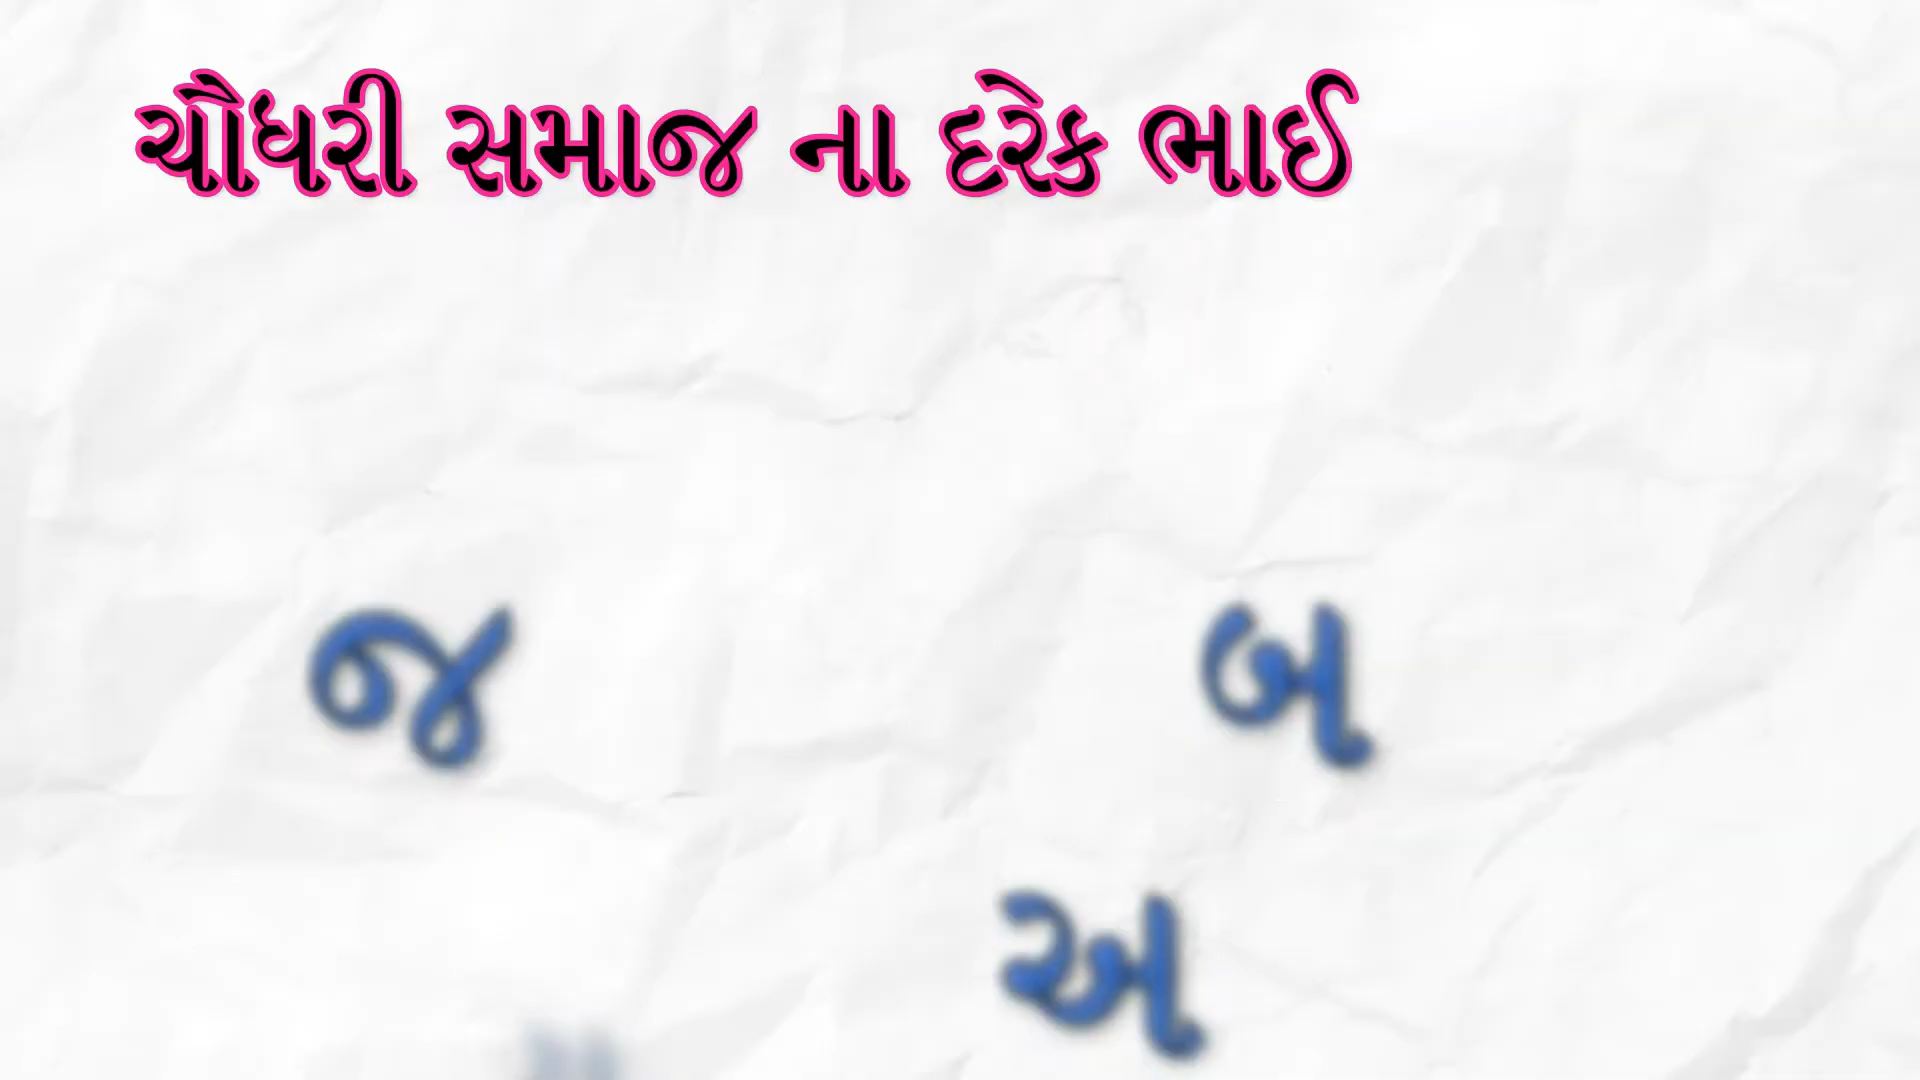 ચૌધરી સમાજ ના દરેક ભાઈ
જ બ
અ